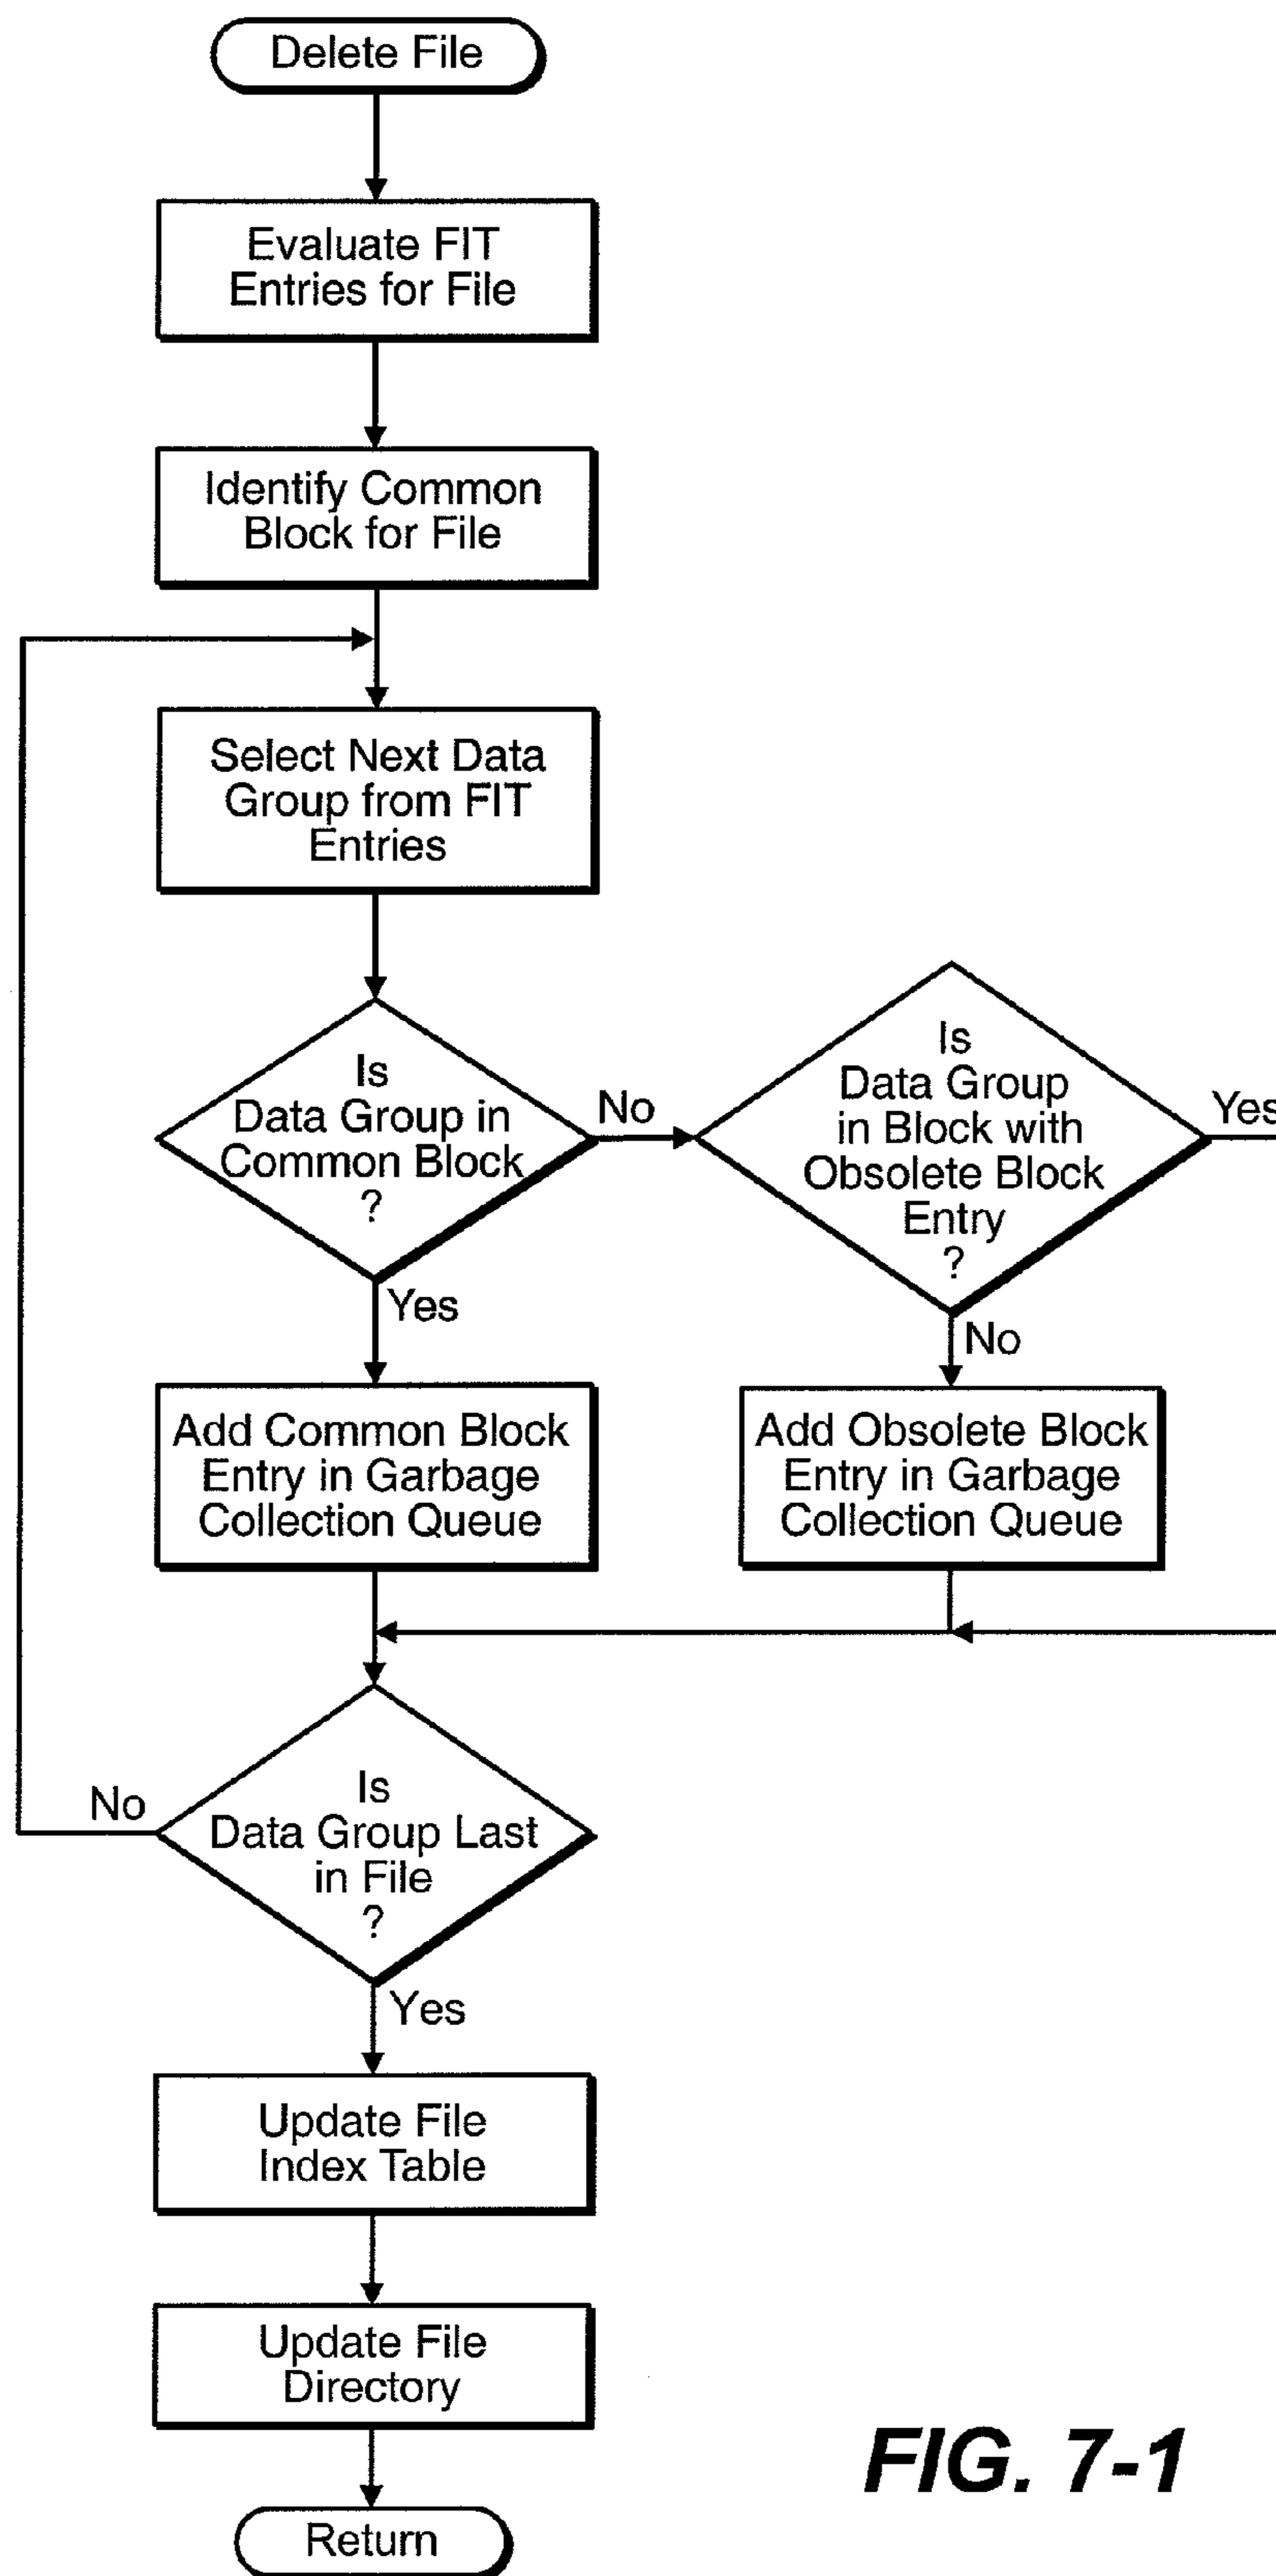 Delete File
Evaluate FIT
Entries for File
Identify Common
Block for File
Select Next Data
Group from FIT
Entries
Is
Data Group in
Common Block
?
No
Is
Data Group
in Block with
Obsolete Block
Entry
?
Yes
Yes
No
Add Common Block
Entry in Garbage
Collection Queue
Add Obsolete Block
Entry in Garbage
Collection Queue
Is
Data Group Last
in File
?
No
Yes
Update File
Index Table
Update File
Directory
Return
FIG. 7-1